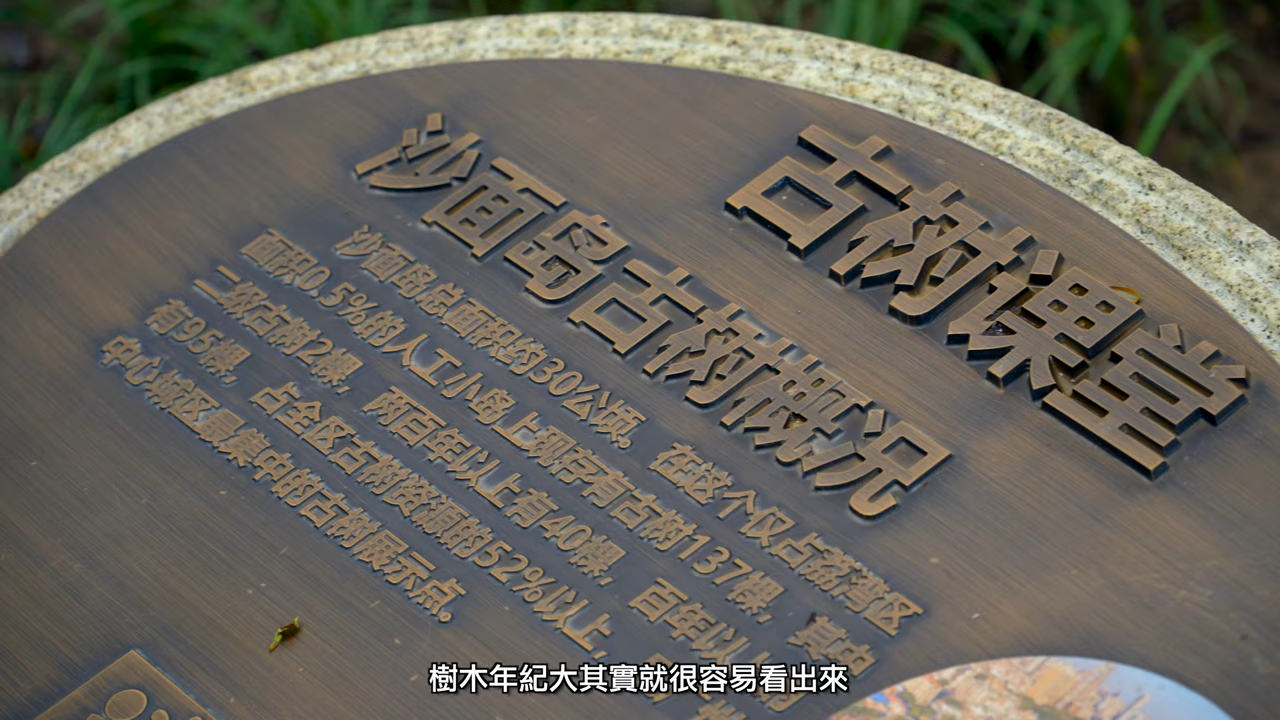 古树课堂
沙面岛古树概况
沙面岛总面积约30公顷。在这个仅占荔湾区
面积0.5%的人工小岛上现存有古树137棵，其中
二级古树2棵，两百年以上有40棵，百年以上的
有95棵，占全区古树资源的52%以上，
中心城区最集中的古树展示点。
樹木年紀大其實就很容易看出來